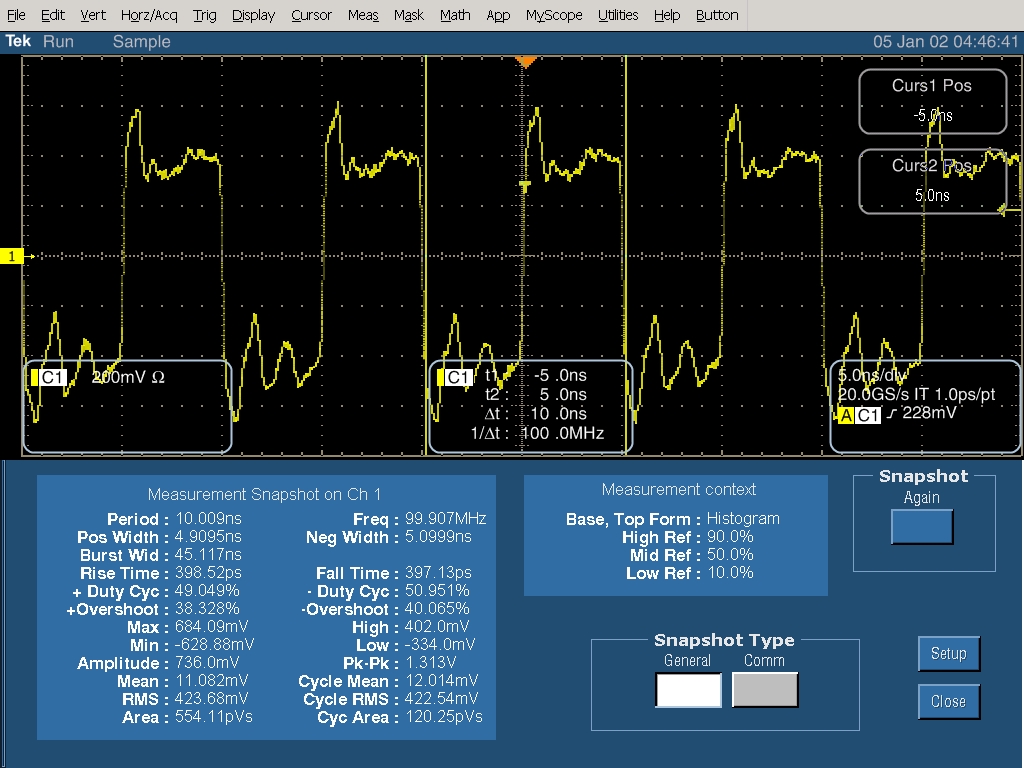 File Edit Vert Horz/Acq Trig Display Cursor Meas Mask Math App MyScope Utilities Help Button
Tek Run Sample 05 Jan 02 04:46:41
Curs1 Pos
-5.0ns
Curs2 Pos
5.0ns
1
C1 200mV Ω
C1 t1 -5 .0ns
t2 : 5 .0ns
Δt : 10 .0ns
1/Δt : 100 .0MHz
5.0ns/div
20.0GS/s IT 1.0ps/pt
A C1 228mV
Measurement Snapshot on Ch 1
Period : 10.009ns Freq : 99.907MHz
Pos Width : 4.9095ns Neg Width : 5.0999ns
Burst Wid : 45.117ns
Rise Time : 398.52ps Fall Time : 397.13ps
+ Duty Cyc : 49.049% - Duty Cyc : 50.951%
+Overshoot : 38.328% -Overshoot : 40.065%
Max : 684.09mV High : 402.0mV
Min : -628.88mV Low : -334.0mV
Amplitude : 736.0mV Pk-Pk : 1.313V
Mean : 11.082mV Cycle Mean : 12.014mV
RMS : 423.68mV Cycle RMS : 422.54mV
Area : 554.11pVs Cyc Area : 120.25pVs
Measurement context
Base, Top Form : Histogram
High Ref : 90.0%
Mid Ref : 50.0%
Low Ref : 10.0%
Snapshot
Again
Snapshot Type
General Comm
Setup
Close